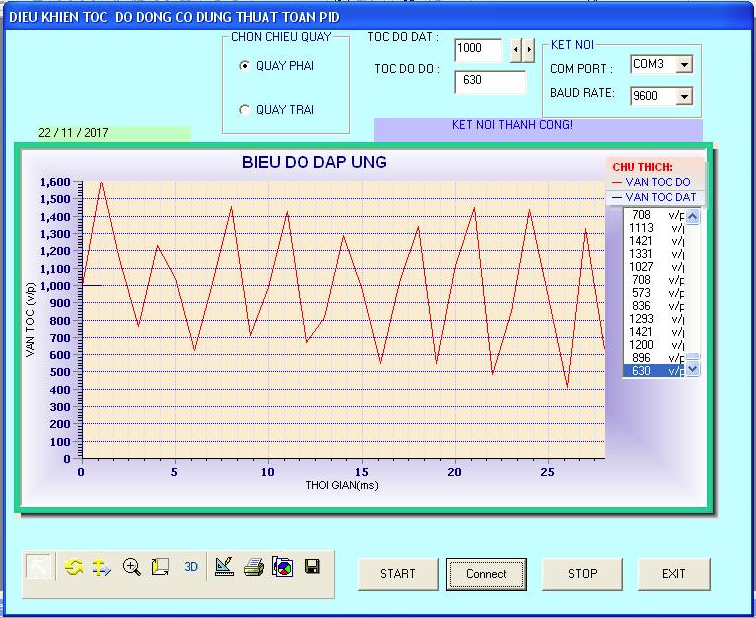 DIEU KHIEN TOC DO DONG CO DUNG THUAT TOAN PID
CHON CHIEU QUAY
QUAY PHAI
QUAY TRAI
TOC DO DAT :
1000
TOC DO DO :
630
KET NOI
COM PORT :
COM3
BAUD RATE:
9600
22 / 11 / 2017
KET NOI THANH CONG!
BIEU DO DAP UNG
CHU THICH:
VAN TOC DO
VAN TOC DAT
VAN TOC (v/p)
1,600
1,500
1,400
1,300
1,200
1,100
1,000
900
800
700
600
500
400
300
200
100
0
0 5 10 15 20 25
THOI GIAN(ms)
708 v/p
1113 v/
1421 v/
1331 v/
1027 v/
708 v/p
573 v/p
836 v/p
1293 v/
1421 v/
1200 v/
896 v/p
630 v/p
3D
START
Connect
STOP
EXIT